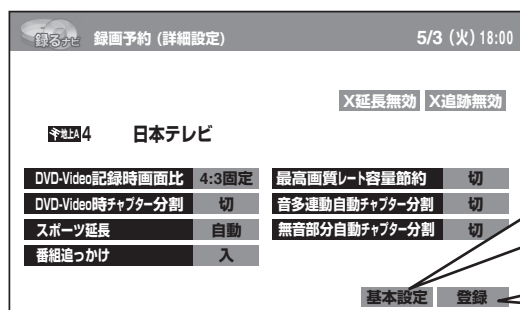 録るナビ 録画予約 (詳細設定) 5/3 (火) 18:00
X延長無効 X追跡無効
地上A 4 日本テレビ
DVD-Video記録時画面比 4:3固定 最高画質レート容量節約 切
DVD-Video時チャプター分割 切 音多連動自動チャプター分割 切
スポーツ延長 自動 無音部分自動チャプター分割 切
番組追っかけ 入
基本設定 登録